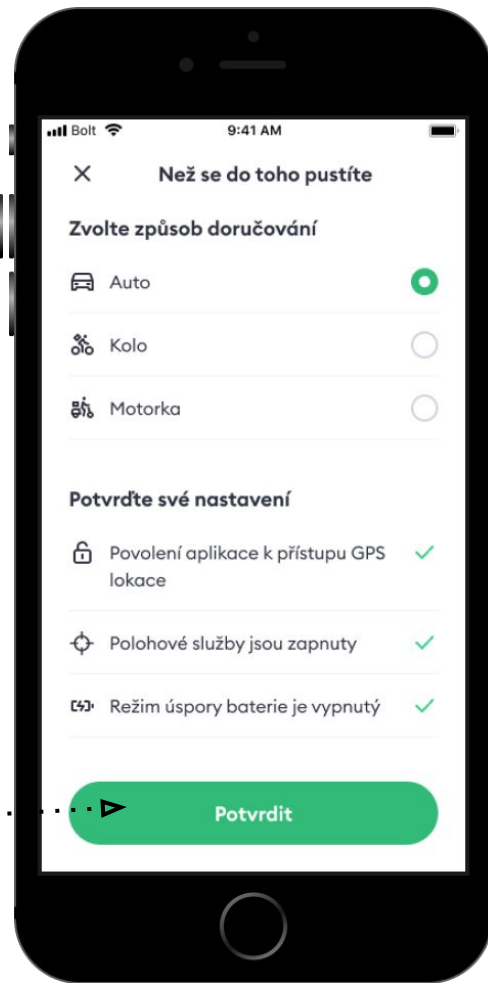 Bolt 9:41 AM
Než se do toho pustíte
Zvolte způsob doručování
Auto
Kolo
Motorka
Potvrďte své nastavení
Povolení aplikace k přístupu GPS
lokace
Polohové služby jsou zapnuty
Režim úspory baterie je vypnutý
Potvrdit